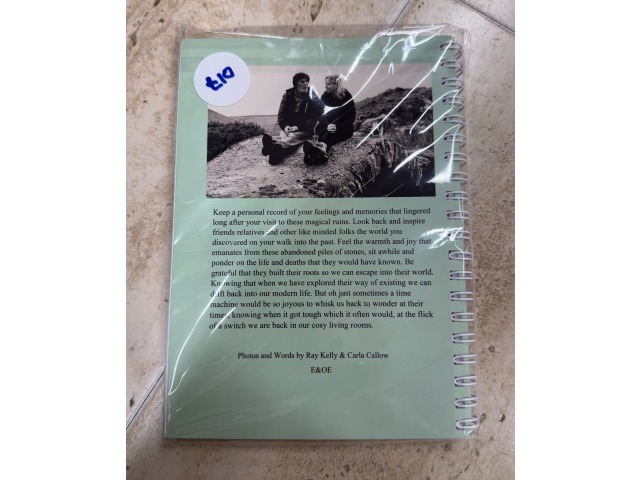 017
Keep a personal record of your feelings and memories that lingered
long after your visit to these magical ruins. Look back and inspire
friends relatives and other like minded folks the world you
discovered on your walk into the past. Feel the warmth and joy that
emanates from these abandoned piles of stones, sit awhile and
ponder on the life and deaths that they would have known. Be
grateful that they built their roots so we can escape into their world.
Knowing that when we have explored their way of existing we can
drift back into our modern life. But oh just sometimes a time
machine would be so joyous to whisk us back to wonder at their
time, knowing when it got tough which it often would, at the flick
of a switch we are back in our cosy living rooms.
Photos and Words by Ray Kelly & Carla Callow
E&OE